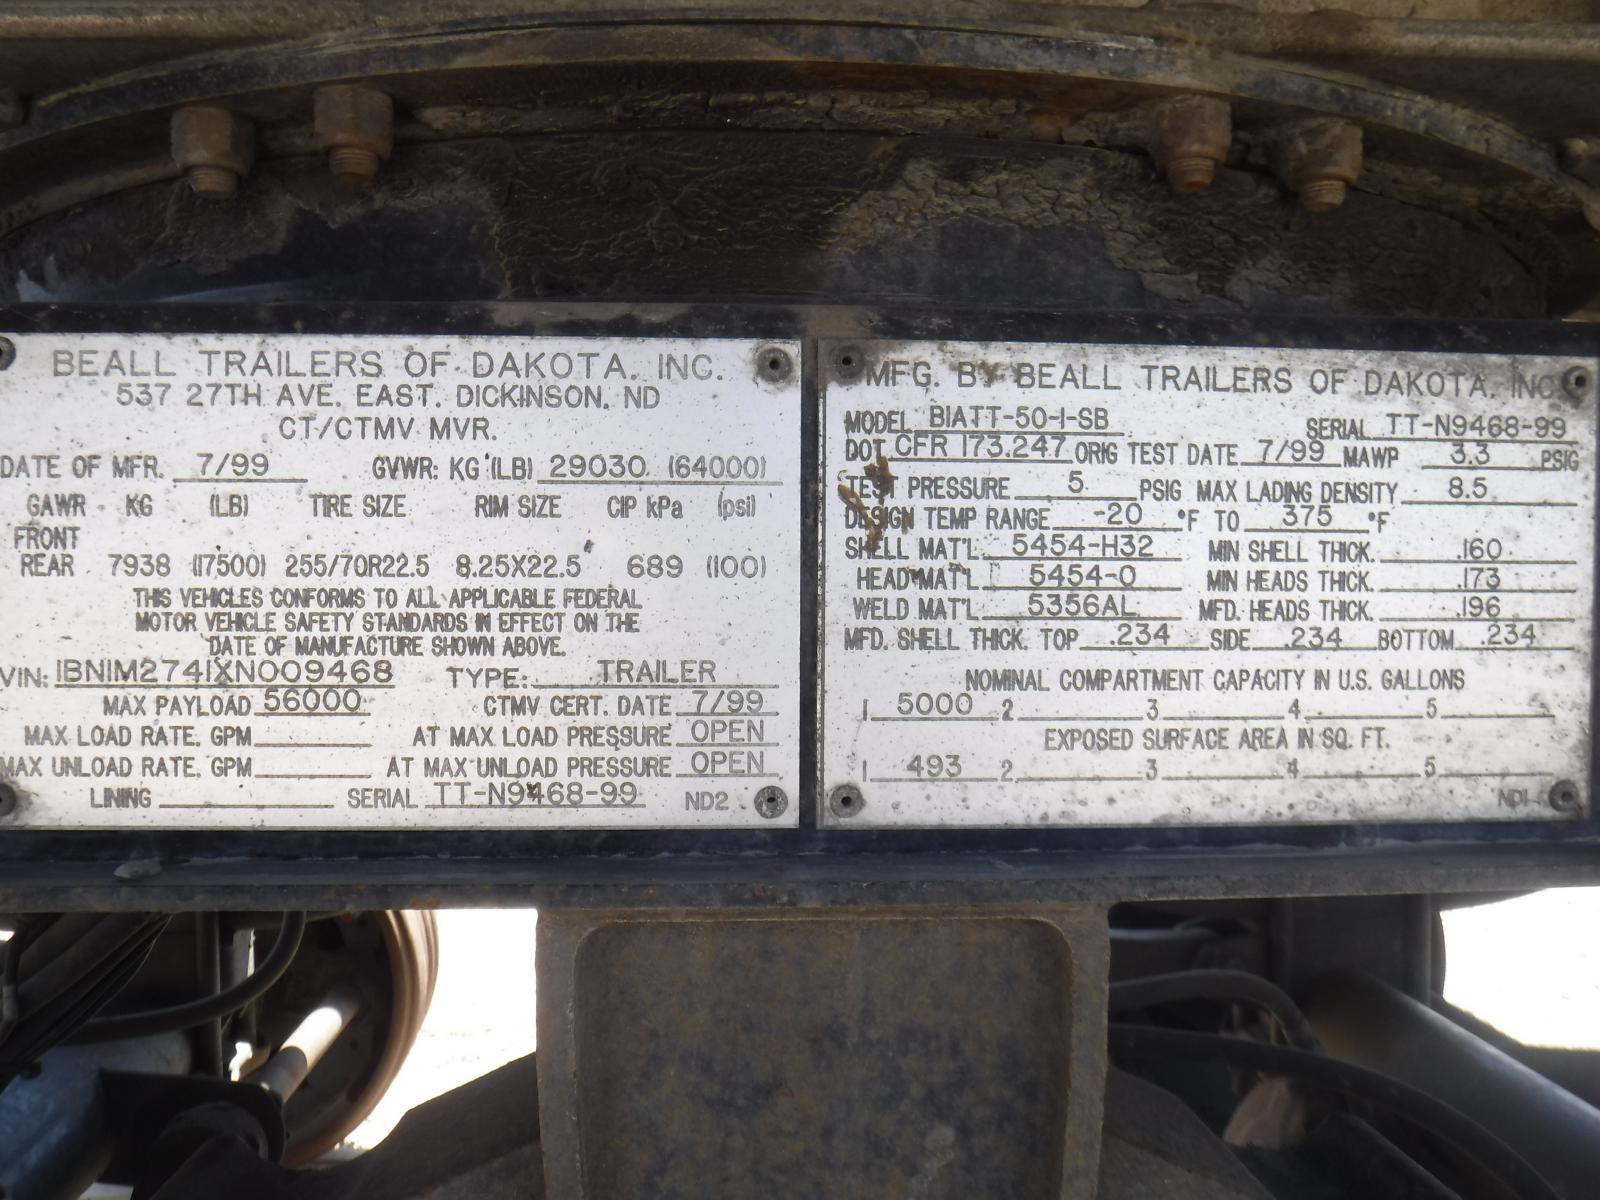 BEALL TRAILERS OF DAKOTA, INC.
537 27TH AVE. EAST, DICKINSON, ND
CT/CTMV MVR.
DATE OF MFR. 7/99 GVWR: KG (LB) 29030 (64000)
GAWR KG (LB) TIRE SIZE RIM SIZE CIP kPa (psi)
FRONT
REAR 7938 (17500) 255/70R22.5 8.25X22.5 689 (100)
THIS VEHICLES CONFORMS TO ALL APPLICABLE FEDERAL
MOTOR VEHICLE SAFETY STANDARDS IN EFFECT ON THE
DATE OF MANUFACTURE SHOWN ABOVE.
VIN: 1BN1M2741XN009468 TYPE: TRAILER
MAX PAYLOAD 56000 CTMV CERT. DATE 7/99
MAX LOAD RATE, GPM AT MAX LOAD PRESSURE OPEN
MAX UNLOAD RATE, GPM AT MAX UNLOAD PRESSURE OPEN
LINING SERIAL TT-N9468-99 ND2
MFG. BY BEALL TRAILERS OF DAKOTA, INC.
MODEL BIATT-50-1-SB SERIAL TT-N9468-99
DOT CFR 173.247 ORIG TEST DATE 7/99 MAWP 3.3 PSIG
TEST PRESSURE 5 PSIG MAX LADING DENSITY 8.5
DESIGN TEMP RANGE -20 °F TO 375 °F
SHELL MAT'L 5454-H32 MIN SHELL THICK. .160
HEAD MAT'L 5454-0 MIN HEADS THICK. .173
WELD MAT'L 5356AL MFD. HEADS THICK. .196
MFD. SHELL THICK. TOP .234 SIDE .234 BOTTOM .234
NOMINAL COMPARTMENT CAPACITY IN U.S. GALLONS
1 5000 2 3 4 5
EXPOSED SURFACE AREA IN SQ. FT.
1 493 2 3 4 5
ND1